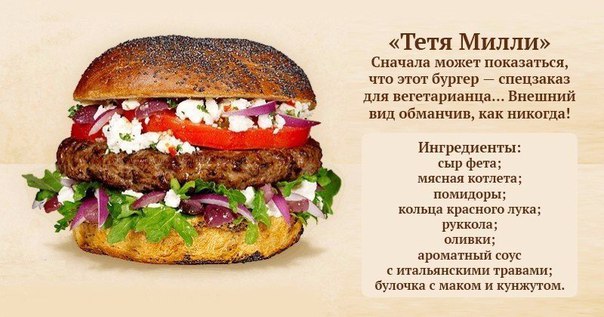 «Тетя Милли»
Сначала может показаться,
что этот бургер — спецзаказ
для вегетарианца... Внешний
вид обманчив, как никогда!
Ингредиенты:
сыр фета;
мясная котлета;
помидоры;
кольца красного лука;
руккола;
оливки;
ароматный соус
с итальянскими травами;
булочка с маком и кунжутом.